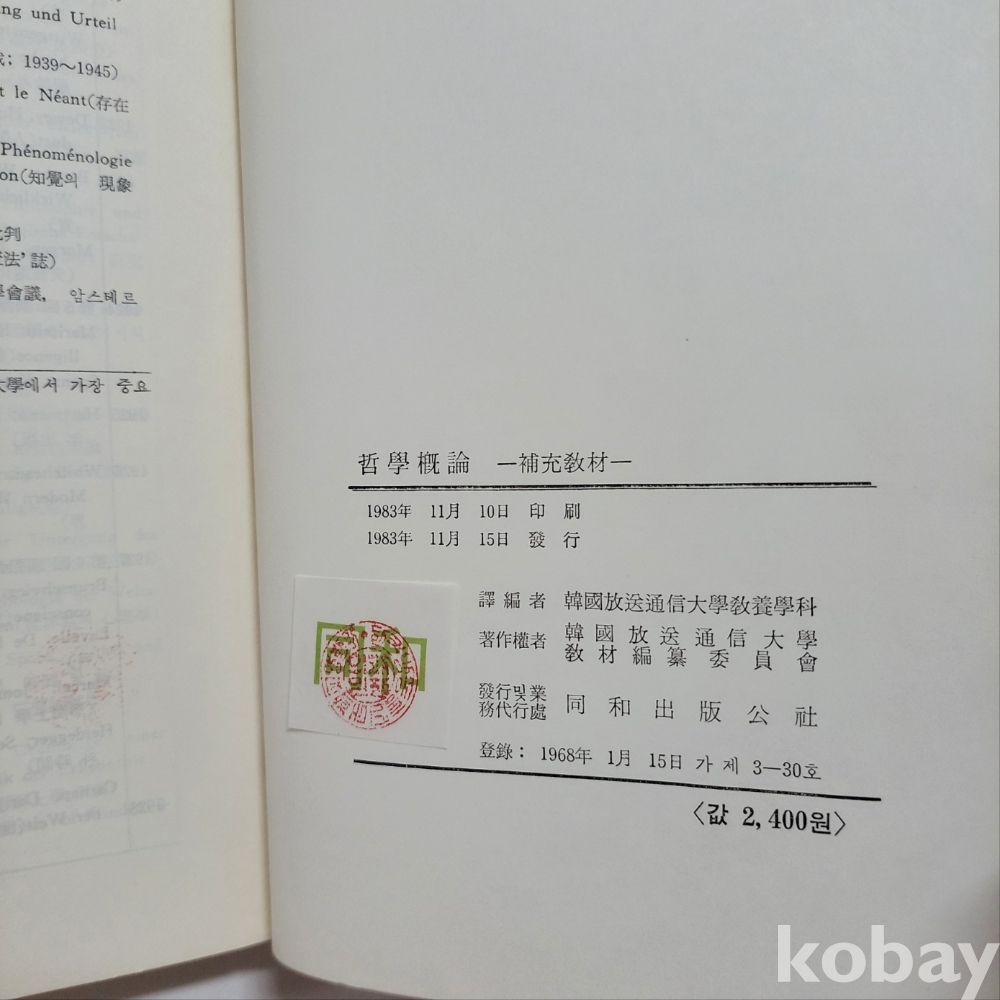 ng und Urteil
1939～1945)
t le Néant(存在
Phénoménologie
on(知覺의 現象
批判
法' 誌)
會議, 암스테르
大學에서 가장 중요
哲學槪論 ―補充敎材―
1983年 11月 10日 印刷
1983年 11月 15日 發行
譯編者 韓國放送通信大學敎養學科
著作權者 韓國放送通信大學
敎材編纂委員會
發行및業
務代行處 同和出版公社
登錄: 1968年 1月 15日 가 제 3―30호
〈값 2,400원〉
同和
kobay